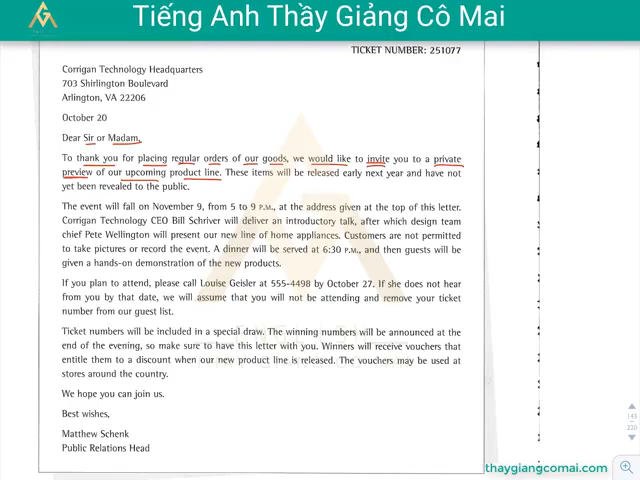 Tiếng Anh Thầy Giảng Cô Mai
TICKET NUMBER: 251077
Corrigan Technology Headquarters
703 Shirlington Boulevard
Arlington, VA 22206
October 20
Dear Sir or Madam,
To thank you for placing regular orders of our goods, we would like to invite you to a private
preview of our upcoming product line. These items will be released early next year and have not
yet been revealed to the public.
The event will fall on November 9, from 5 to 9 P.M., at the address given at the top of this letter.
Corrigan Technology CEO Bill Schriver will deliver an introductory talk, after which design team
chief Pete Wellington will present our new line of home appliances. Customers are not permitted
to take pictures or record the event. A dinner will be served at 6:30 P.M., and then guests will be
given a hands-on demonstration of the new products.
If you plan to attend, please call Louise Geisler at 555-4498 by October 27. If she does not hear
from you by that date, we will assume that you will not be attending and remove your ticket
number from our guest list.
Ticket numbers will be included in a special draw. The winning numbers will be announced at the
end of the evening, so make sure to have this letter with you. Winners will receive vouchers that
entitle them to a discount when our new product line is released. The vouchers may be used at
stores around the country.
We hope you can join us.
Best wishes,
Matthew Schenk
Public Relations Head
143
220
thaygiangcomai.com